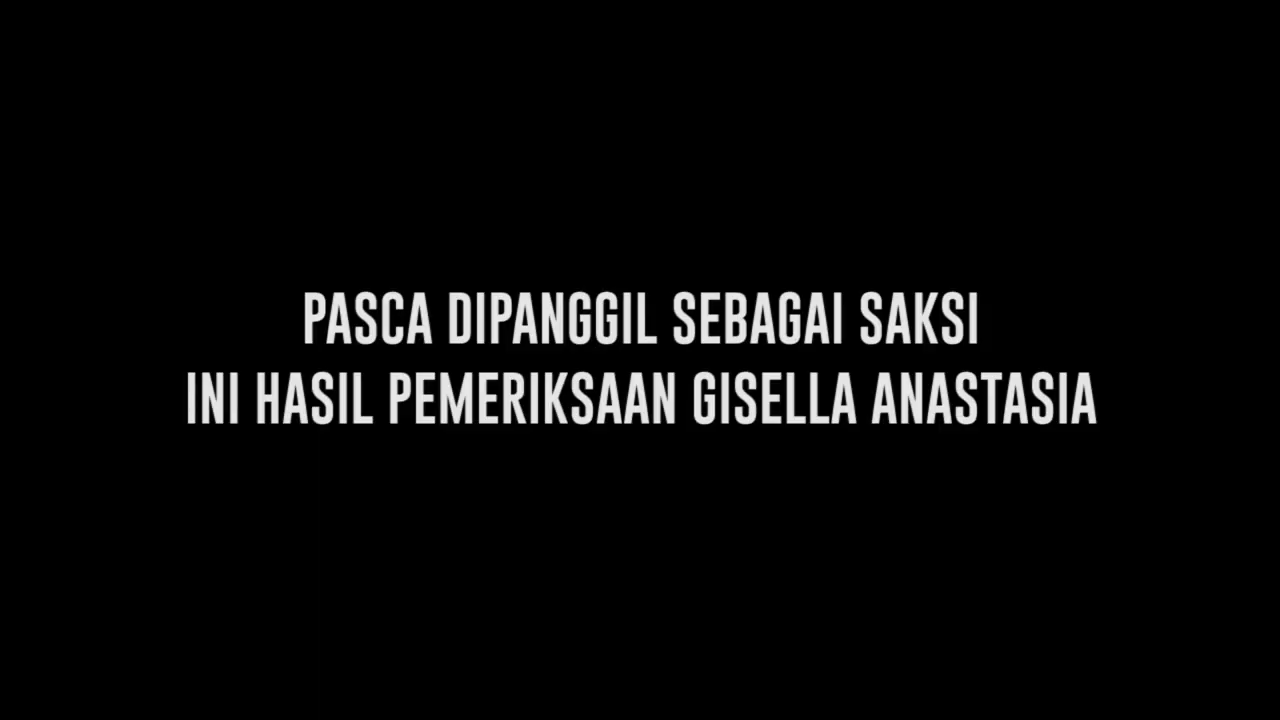 PASCA DIPANGGIL SEBAGAI SAKSI
INI HASIL PEMERIKSAAN GISELLA ANASTASIA